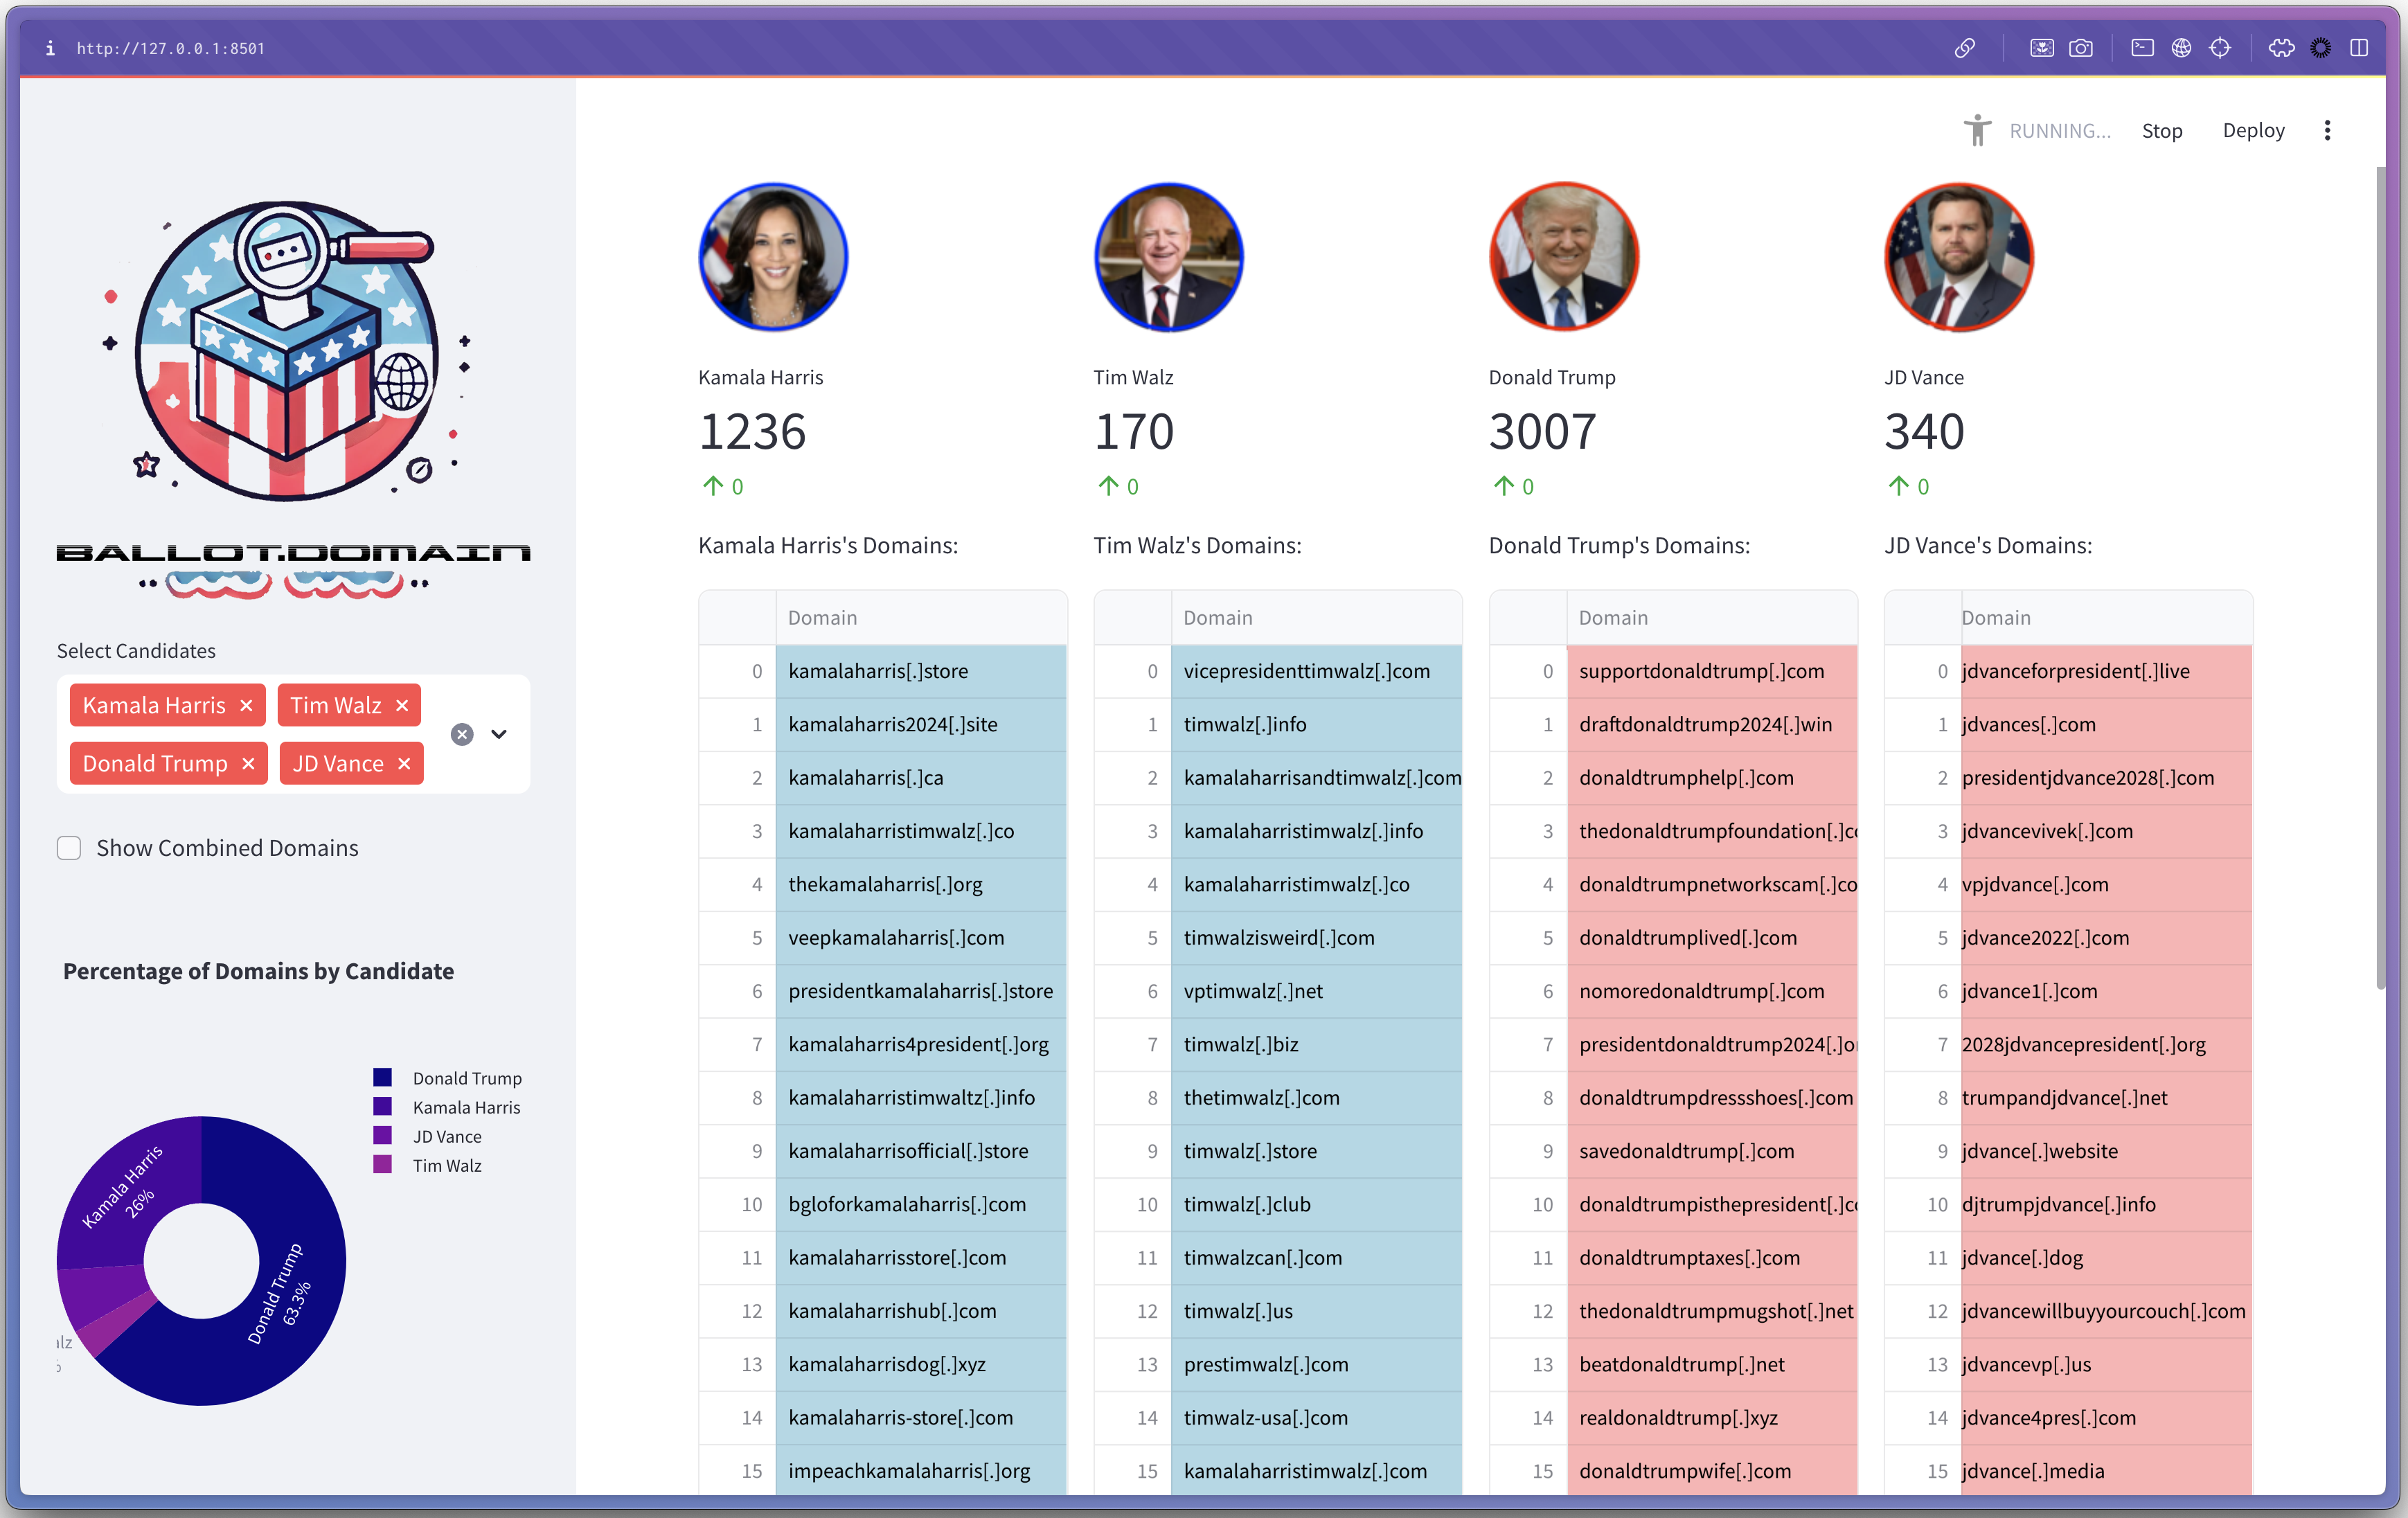 http://127.0.0.1:8501
RUNNING...
Stop
Deploy
BALLOT.DOMAIN
Select Candidates
Kamala Harris
Tim Walz
Donald Trump
JD Vance
Show Combined Domains
Percentage of Domains by Candidate
Donald Trump
Kamala Harris
JD Vance
Tim Walz
Kamala Harris
26%
Donald Trump
63.3%
Kamala Harris
1236
0
Kamala Harris's Domains:
Domain
0 kamalaharris[.]store
1 kamalaharris2024[.]site
2 kamalaharris[.]ca
3 kamalaharristimwalz[.]co
4 thekamalaharris[.]org
5 veepkamalaharris[.]com
6 presidentkamalaharris[.]store
7 kamalaharris4president[.]org
8 kamalaharristimwaltz[.]info
9 kamalaharrisofficial[.]store
10 bgloforkamalaharris[.]com
11 kamalaharrisstore[.]com
12 kamalaharrishub[.]com
13 kamalaharrisdog[.]xyz
14 kamalaharris-store[.]com
15 impeachkamalaharris[.]org
Tim Walz
170
0
Tim Walz's Domains:
Domain
0 vicepresidenttimwalz[.]com
1 timwalz[.]info
2 kamalaharrisandtimwalz[.]com
3 kamalaharristimwalz[.]info
4 kamalaharristimwalz[.]co
5 timwalzisweird[.]com
6 vptimwalz[.]net
7 timwalz[.]biz
8 thetimwalz[.]com
9 timwalz[.]store
10 timwalz[.]club
11 timwalzcan[.]com
12 timwalz[.]us
13 prestimwalz[.]com
14 timwalz-usa[.]com
15 kamalaharristimwalz[.]com
Donald Trump
3007
0
Donald Trump's Domains:
Domain
0 supportdonaldtrump[.]com
1 draftdonaldtrump2024[.]win
2 donaldtrumphelp[.]com
3 thedonaldtrumpfoundation[.]co
4 donaldtrumpnetworkscam[.]co
5 donaldtrumplived[.]com
6 nomoredonaldtrump[.]com
7 presidentdonaldtrump2024[.]or
8 donaldtrumpdressshoes[.]com
9 savedonaldtrump[.]com
10 donaldtrumpisthepresident[.]co
11 donaldtrumptaxes[.]com
12 thedonaldtrumpmugshot[.]net
13 beatdonaldtrump[.]net
14 realdonaldtrump[.]xyz
15 donaldtrumpwife[.]com
JD Vance
340
0
JD Vance's Domains:
Domain
0 jdvanceforpresident[.]live
1 jdvances[.]com
2 presidentjdvance2028[.]com
3 jdvancevivek[.]com
4 vpjdvance[.]com
5 jdvance2022[.]com
6 jdvance1[.]com
7 2028jdvancepresident[.]org
8 trumpandjdvance[.]net
9 jdvance[.]website
10 djtrumpjdvance[.]info
11 jdvance[.]dog
12 jdvancewillbuyyourcouch[.]com
13 jdvancevp[.]us
14 jdvance4pres[.]com
15 jdvance[.]media